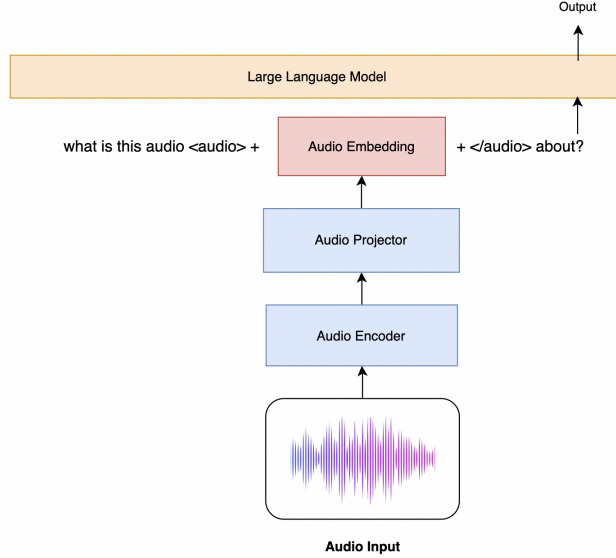 Output
Large Language Model
what is this audio <audio> + Audio Embedding + </audio> about?
Audio Projector
Audio Encoder
Audio Input